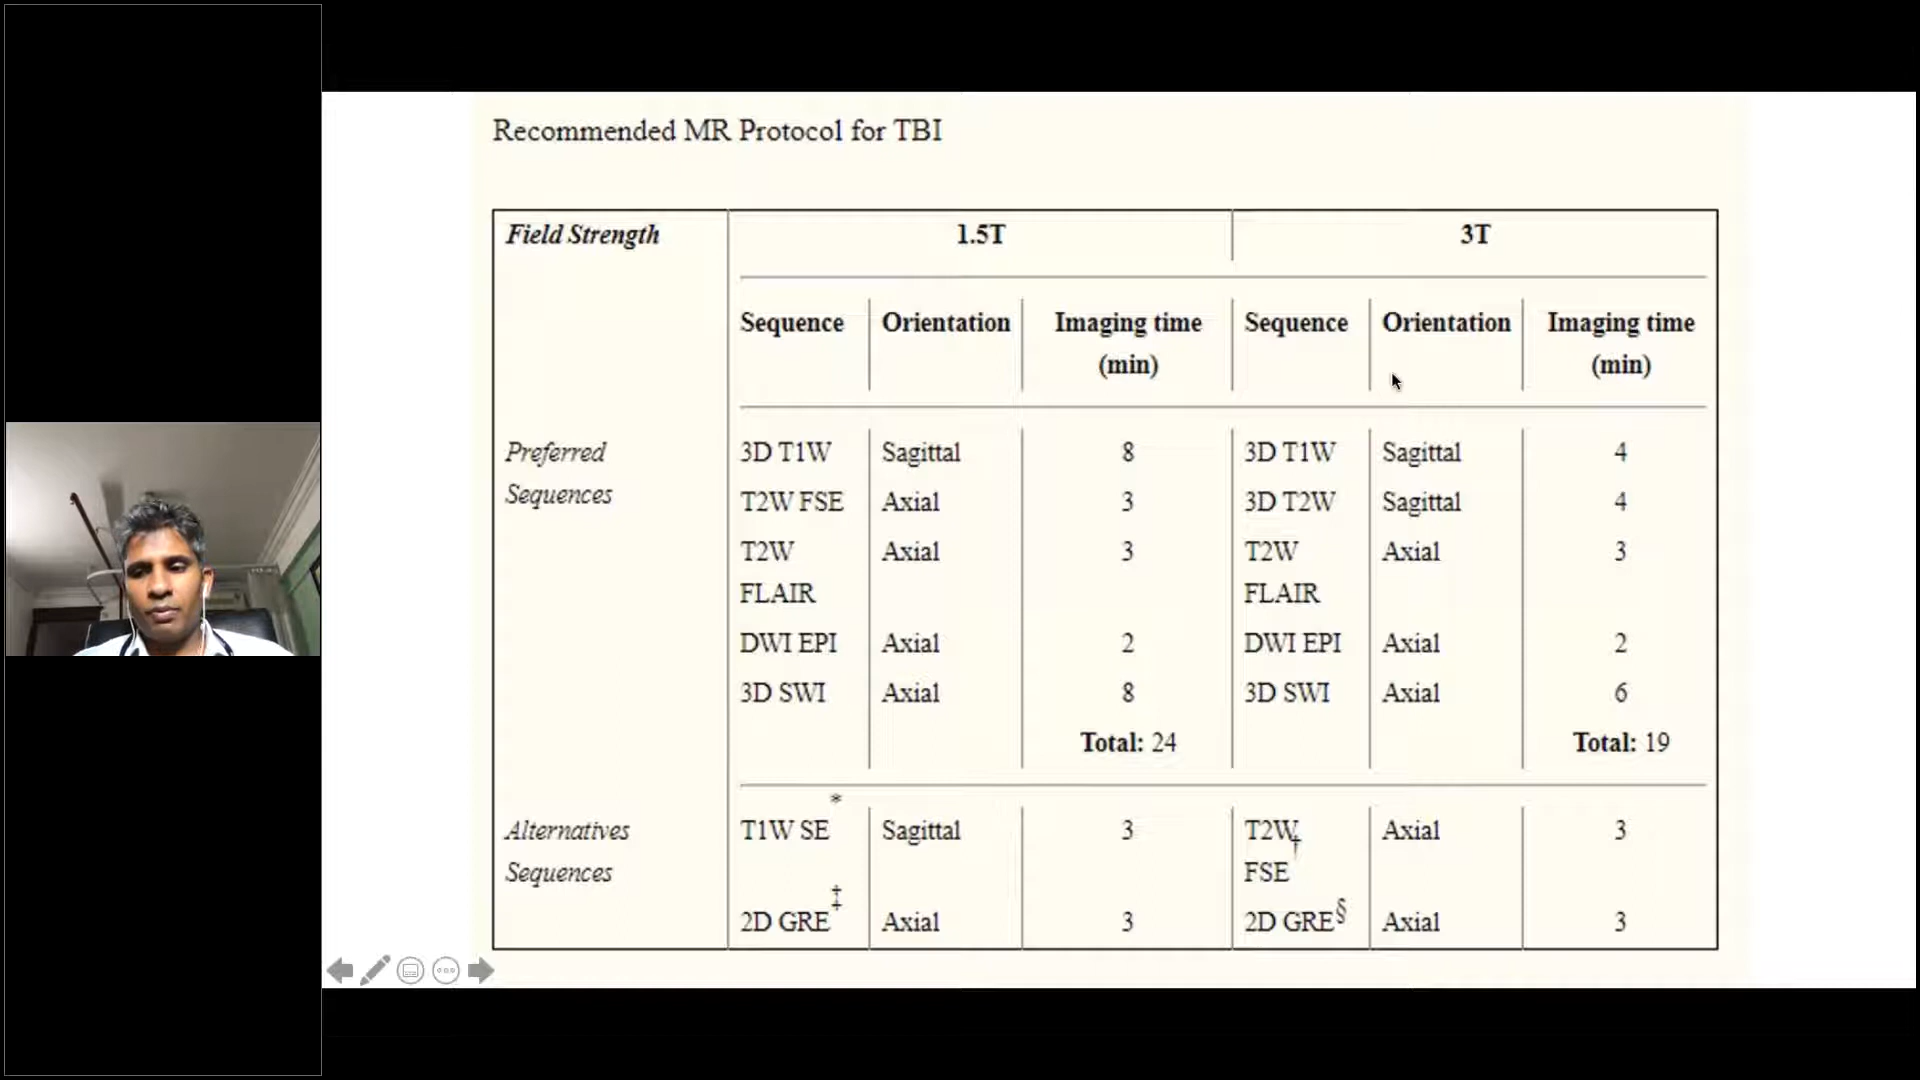 Recommended MR Protocol for TBI
Field Strength 1.5T 3T
Sequence Orientation Imaging time (min) Sequence Orientation Imaging time (min)
Preferred Sequences
3D T1W Sagittal 8 3D T1W Sagittal 4
T2W FSE Axial 3 3D T2W Sagittal 4
T2W FLAIR Axial 3 T2W FLAIR Axial 3
DWI EPI Axial 2 DWI EPI Axial 2
3D SWI Axial 8 3D SWI Axial 6
Total: 24 Total: 19
Alternatives Sequences
T1W SE* Sagittal 3 T2W† FSE Axial 3
2D GRE‡ Axial 3 2D GRE§ Axial 3